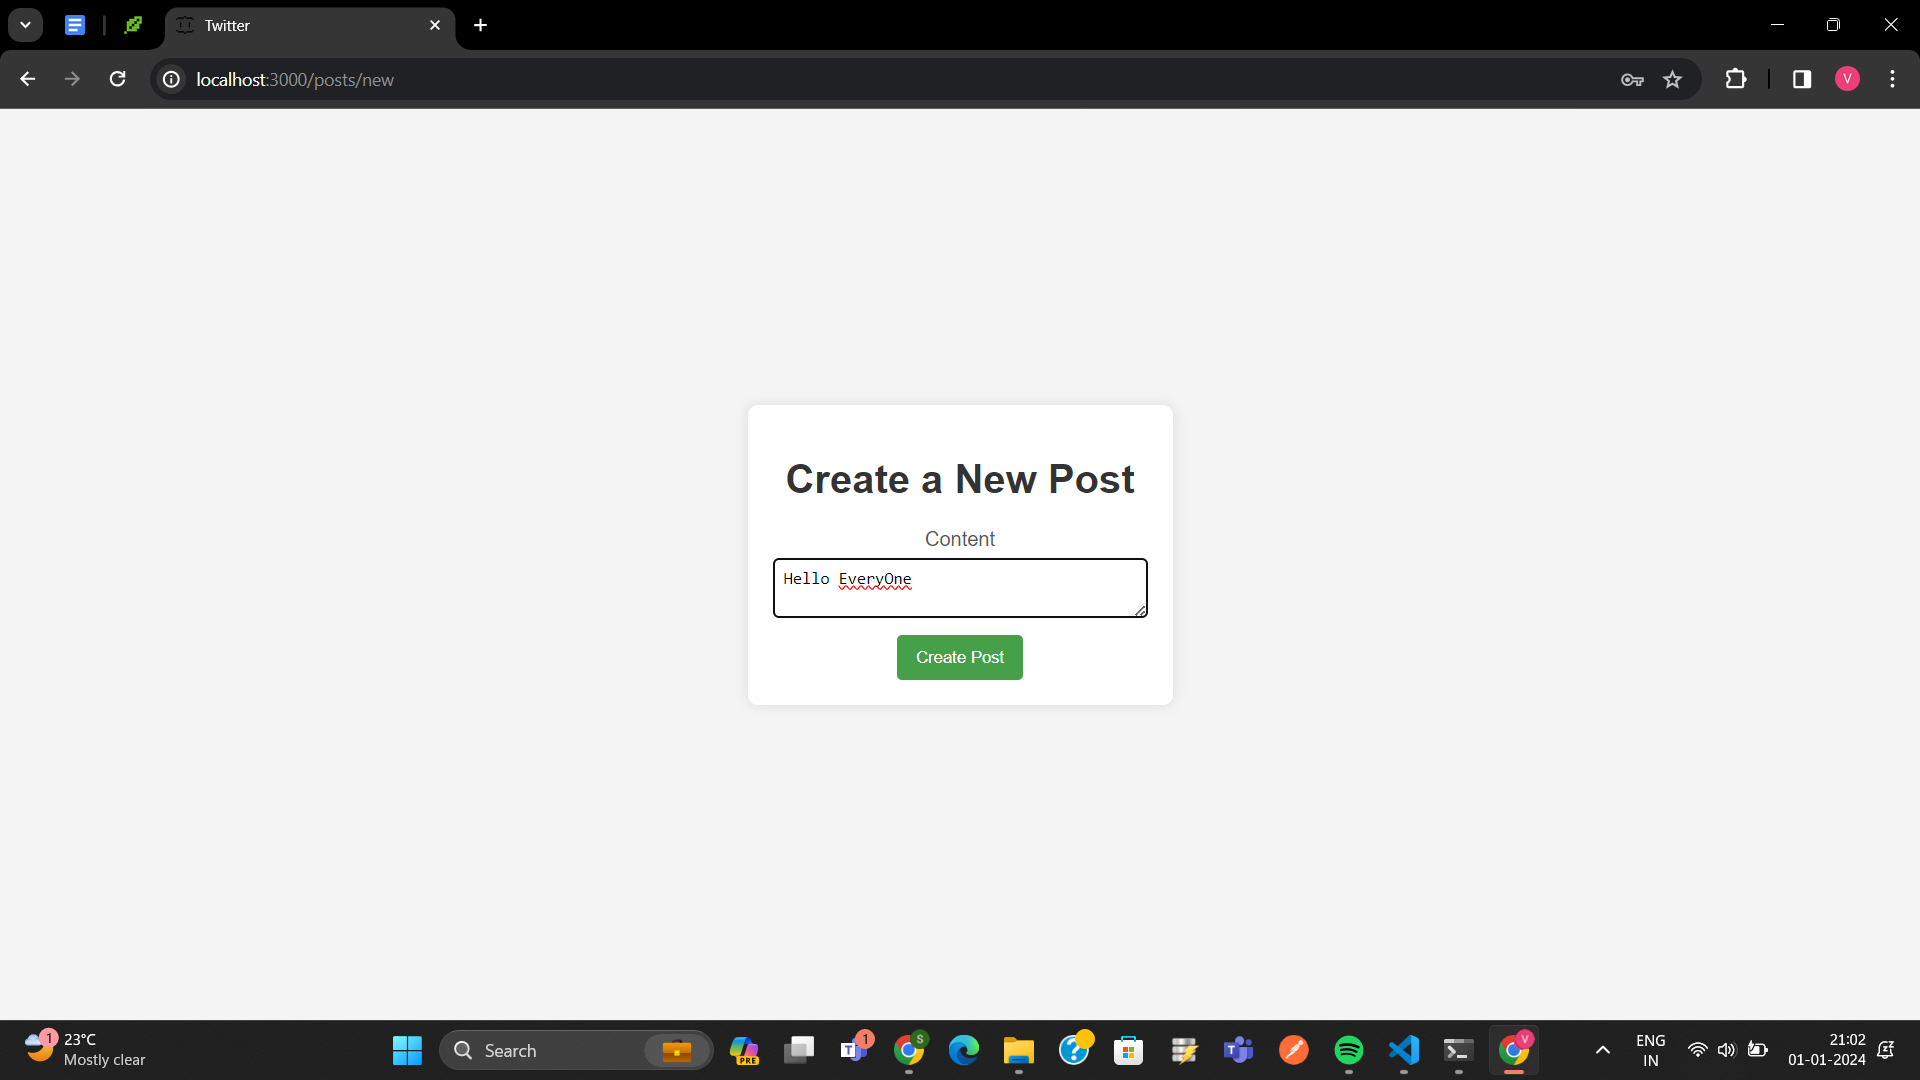 Twitter
localhost:3000/posts/new
V
Create a New Post
Content
Hello EveryOne
Create Post
1
23°C
Mostly clear
Search
PRE
T
1
S
T
V
ENG
IN
21:02
01-01-2024